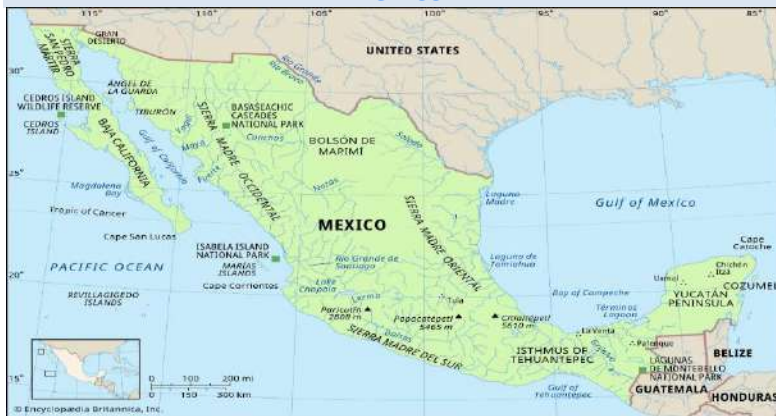 115°
110°
105°
100°
95°
90°
85°
GRAN
DESIERTO
SIERRA
SAN PEDRO
MÁRTIR
30°
UNITED STATES
Rio Grande
Rio Bravo
ÁNGEL DE
LA GUARDA
CEDROS ISLAND
WILDLIFE RESERVE
CEDROS
ISLAND
TIBURÓN
BASASEACHIC
CASCADES
NATIONAL PARK
Yaqui
Mayo
Fuerte
Conchos
BOLSÓN DE
MAPIMÍ
Salado
BAJA CALIFORNIA
Gulf of California
SIERRA MADRE OCCIDENTAL
25°
Magdalena
Bay
Nazas
Laguna
Madre
Gulf of Mexico
Tropic of Cancer
Cape San Lucas
MEXICO
SIERRA MADRE ORIENTAL
ISABELA ISLAND
NATIONAL PARK
MARÍAS
ISLANDS
Cape
Catoche
PACIFIC OCEAN
20°
Cape Corrientes
Rio Grande de
Santiago
Laguna de
Tamiahua
Chichén
Itzá
Uxmal
COZUMEL
REVILLAGIGEDO
ISLANDS
Lake
Chapala
Lerma
Tula
Bay of Campeche
YUCATÁN
PENINSULA
Términos
Lagoon
Paricutín
2808 m
Popocatépetl
5465 m
Citlaltépetl
5610 m
Balsas
La Venta
Palenque
SIERRA MADRE DEL SUR
ISTHMUS OF
TEHUANTEPEC
BELIZE
LAGUNAS
DE MONTEBELLO
NATIONAL PARK
15°
Gulf of
Tehuantepec
GUATEMALA
HONDURAS
0 100 200 mi
0 150 300 km
© Encyclopædia Britannica, Inc.